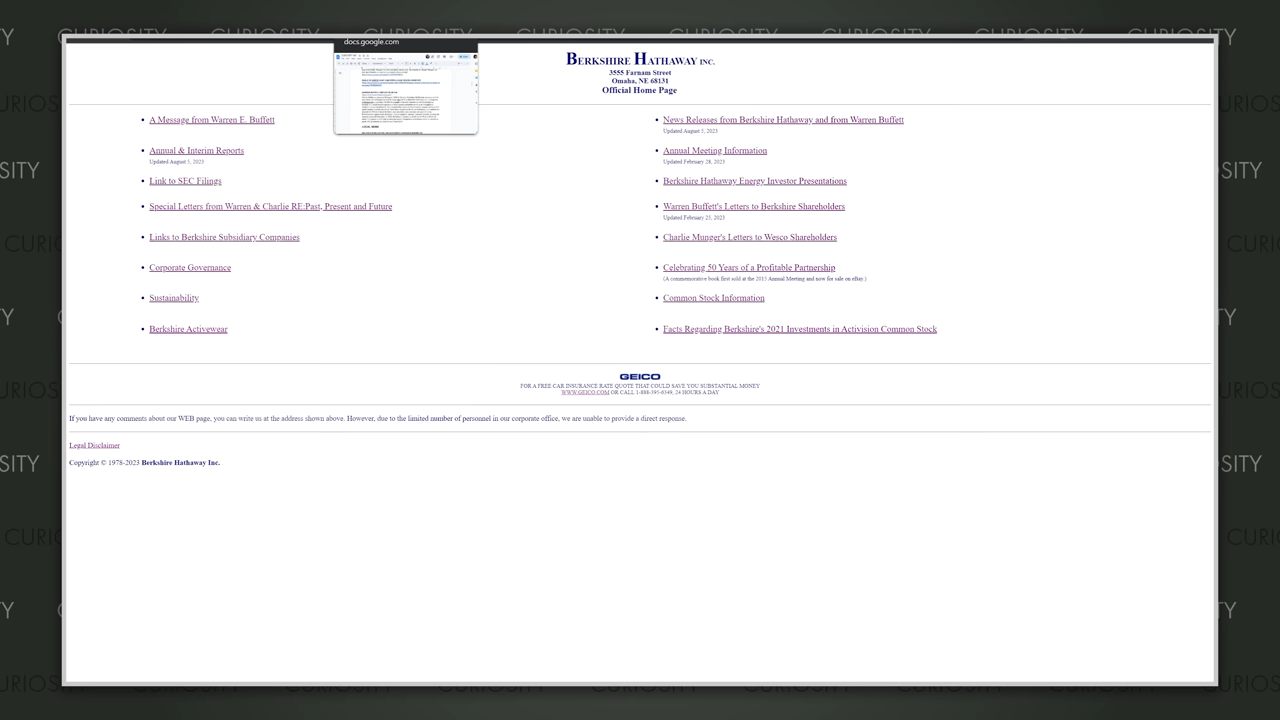 CURIOSITY
docs.google.com
BERKSHIRE HATHAWAY INC.
3555 Farnam Street
Omaha, NE 68131
Official Home Page
• A Message from Warren E. Buffett
• Annual & Interim Reports
Updated August 5, 2023
• Link to SEC Filings
• Special Letters from Warren & Charlie RE:Past, Present and Future
• Links to Berkshire Subsidiary Companies
• Corporate Governance
• Sustainability
• Berkshire Activewear
• News Releases from Berkshire Hathaway and from Warren Buffett
Updated August 5, 2023
• Annual Meeting Information
Updated February 28, 2023
• Berkshire Hathaway Energy Investor Presentations
• Warren Buffett's Letters to Berkshire Shareholders
Updated February 25, 2023
• Charlie Munger's Letters to Wesco Shareholders
• Celebrating 50 Years of a Profitable Partnership
(A commemorative book first sold at the 2015 Annual Meeting and now for sale on eBay.)
• Common Stock Information
• Facts Regarding Berkshire's 2021 Investments in Activision Common Stock
GEICO
FOR A FREE CAR INSURANCE RATE QUOTE THAT COULD SAVE YOU SUBSTANTIAL MONEY
WWW.GEICO.COM OR CALL 1-888-395-6349, 24 HOURS A DAY
If you have any comments about our WEB page, you can write us at the address shown above. However, due to the limited number of personnel in our corporate office, we are unable to provide a direct response.
Legal Disclaimer
Copyright © 1978-2023 Berkshire Hathaway Inc.